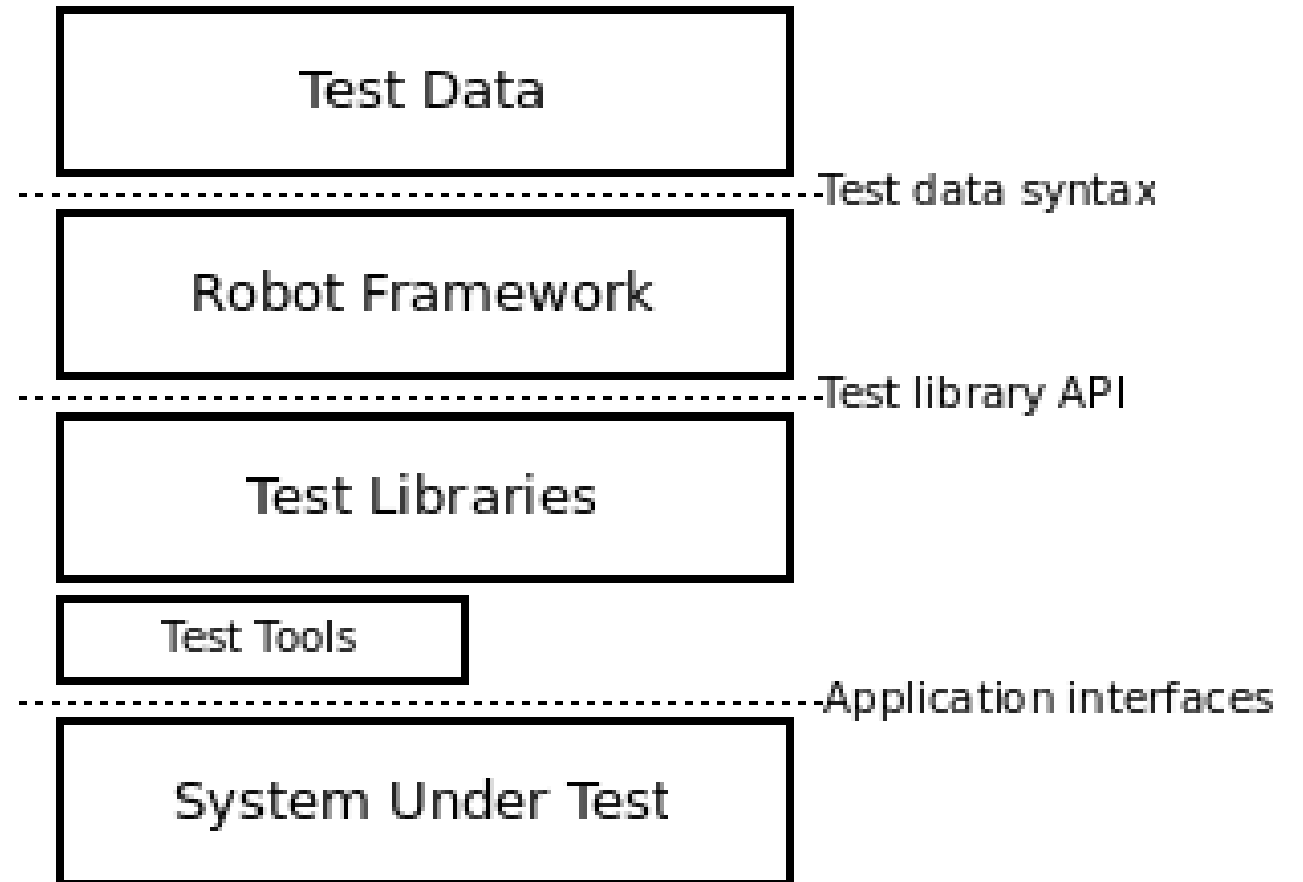 Test Data
Test data syntax
Robot Framework
Test library API
Test Libraries
Test Tools
Application interfaces
System Under Test